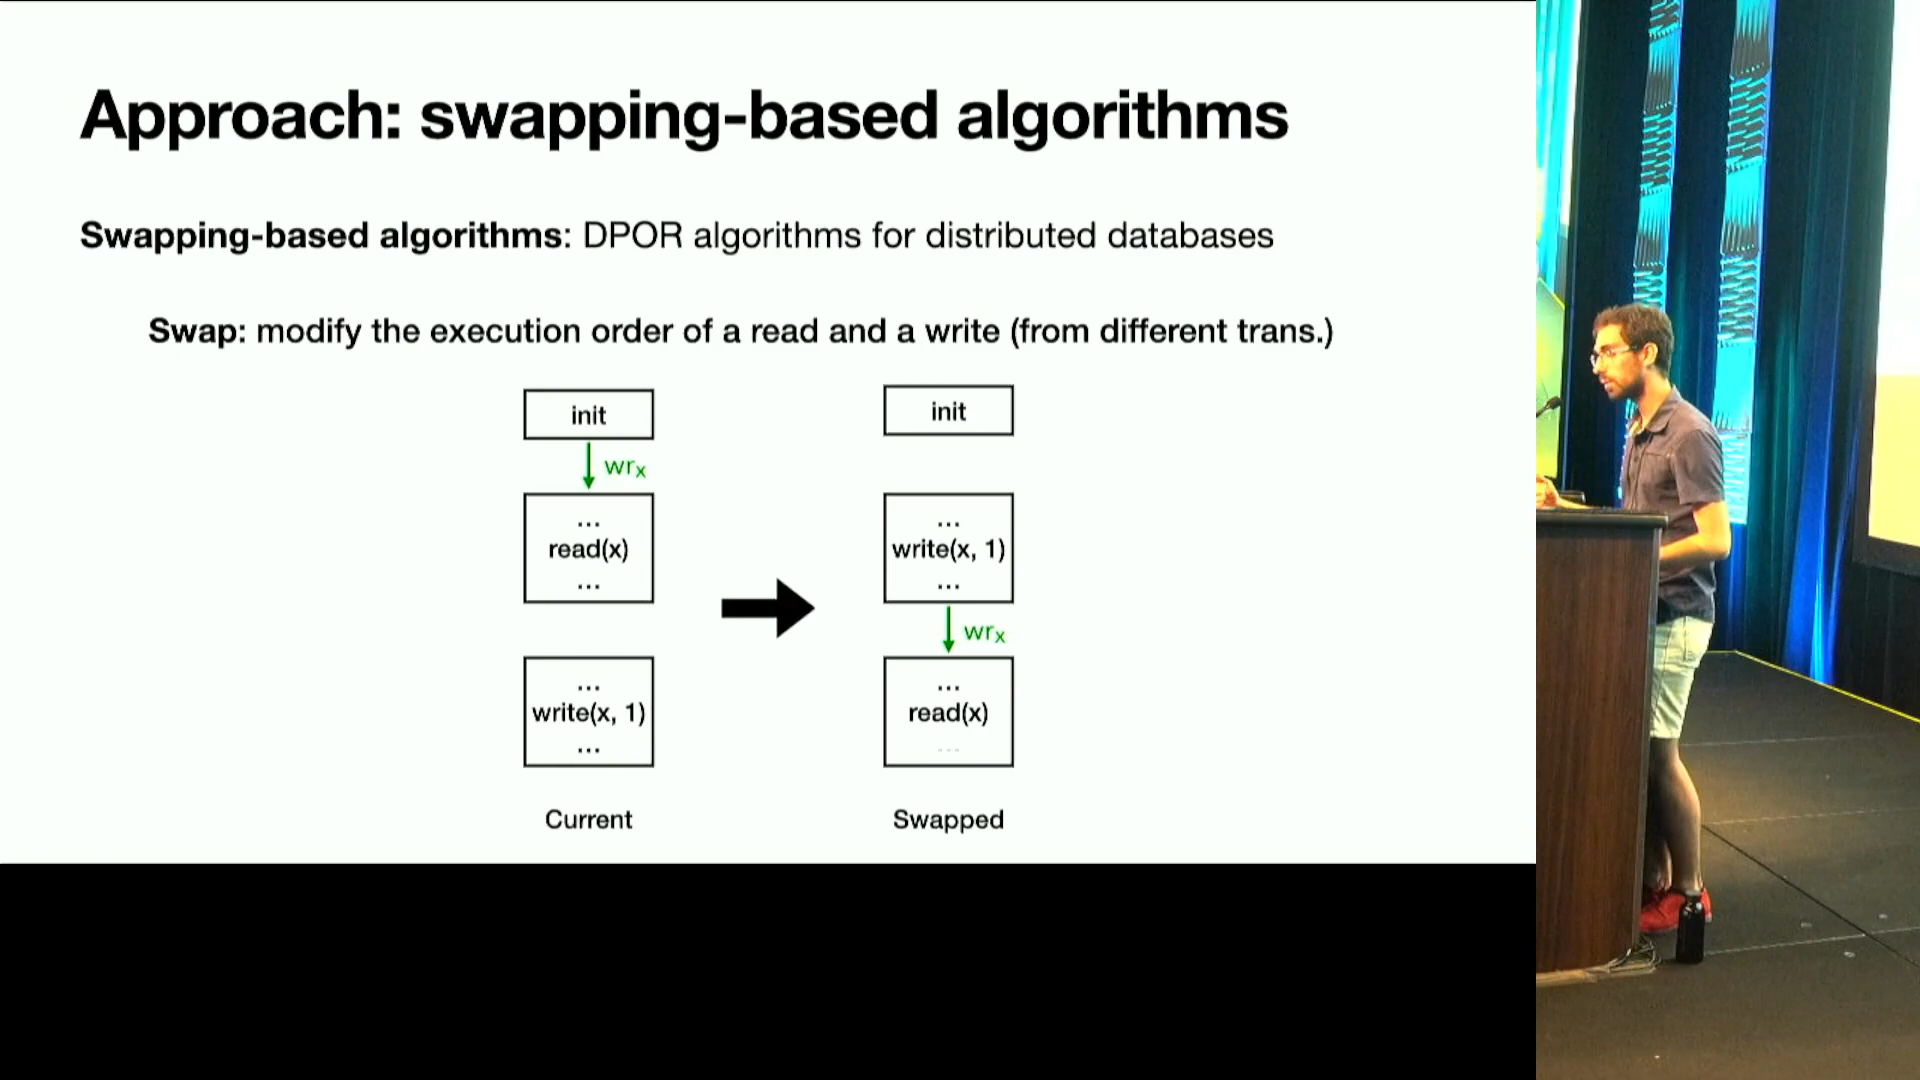 Approach: swapping-based algorithms
Swapping-based algorithms: DPOR algorithms for distributed databases
Swap: modify the execution order of a read and a write (from different trans.)
init
wrx
...
read(x)
...
...
write(x, 1)
...
Current
init
...
write(x, 1)
...
wrx
...
read(x)
...
Swapped